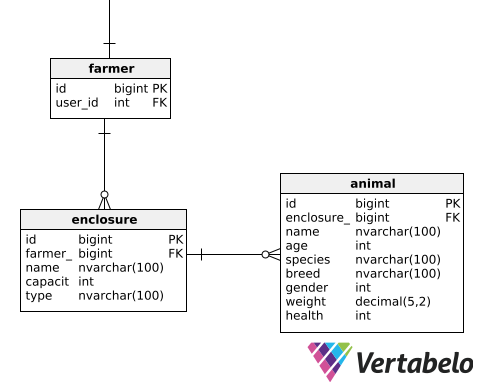 farmer
id bigint PK
user_id int FK
enclosure
id bigint PK
farmer_ bigint FK
name nvarchar(100)
capacit int
type nvarchar(100)
animal
id bigint PK
enclosure_ bigint FK
name nvarchar(100)
age int
species nvarchar(100)
breed nvarchar(100)
gender int
weight decimal(5,2)
health int
Vertabelo